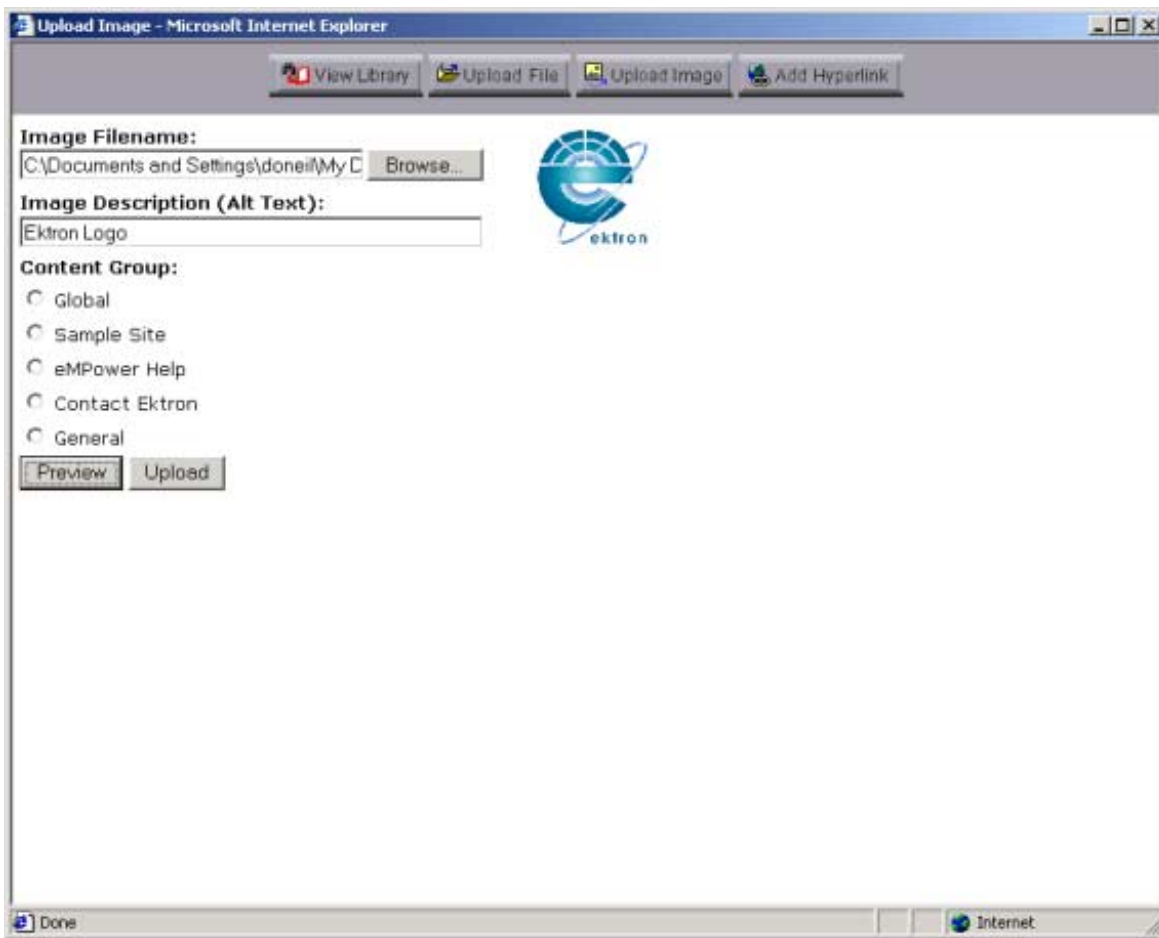 Upload Image - Microsoft Internet Explorer
View Library Upload File Upload Image Add Hyperlink
Image Filename:
C:\Documents and Settings\doneil\My D Browse...
Image Description (Alt Text):
Ektron Logo
ektron
Content Group:
Global
Sample Site
eMPower Help
Contact Ektron
General
Preview Upload
Done Internet